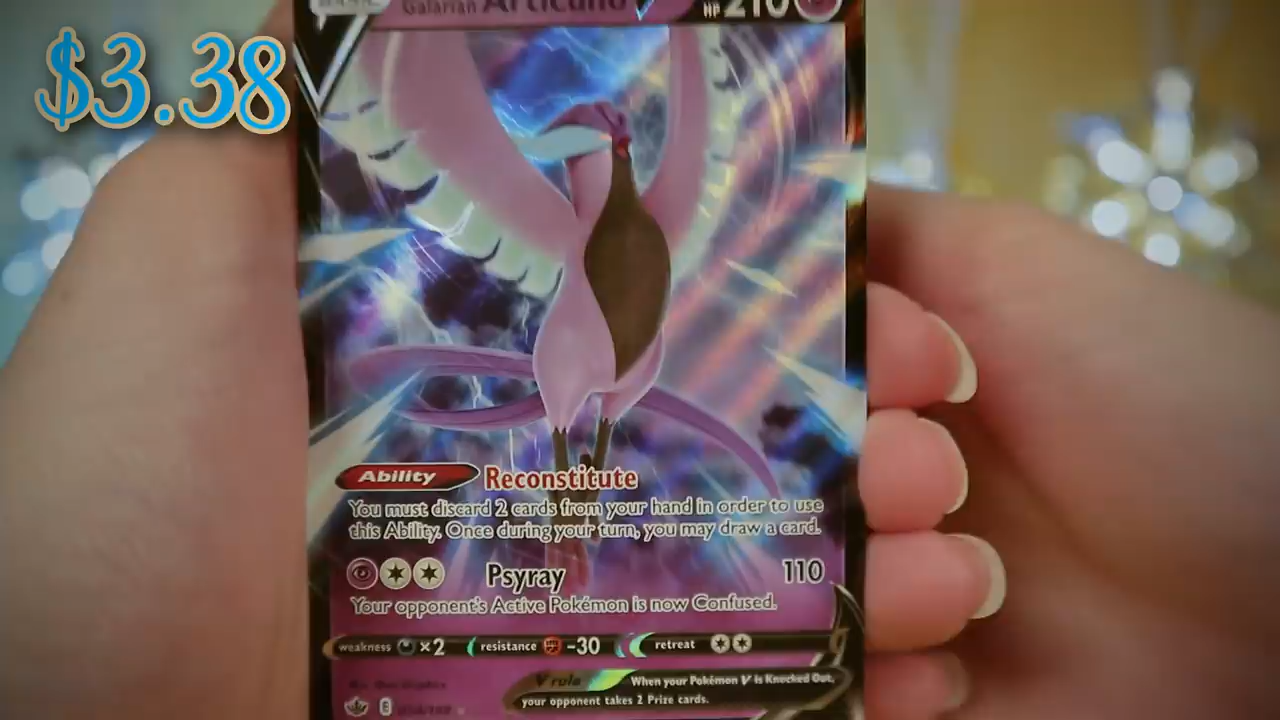 $3.38
Galarian Articuno V HP 210
Ability Reconstitute
You must discard 2 cards from your hand in order to use
this Ability. Once during your turn, you may draw a card.
Psyray 110
Your opponent's Active Pokémon is now Confused.
weakness ×2 resistance -30 retreat
V rule When your Pokémon V is Knocked Out,
your opponent takes 2 Prize cards.
E